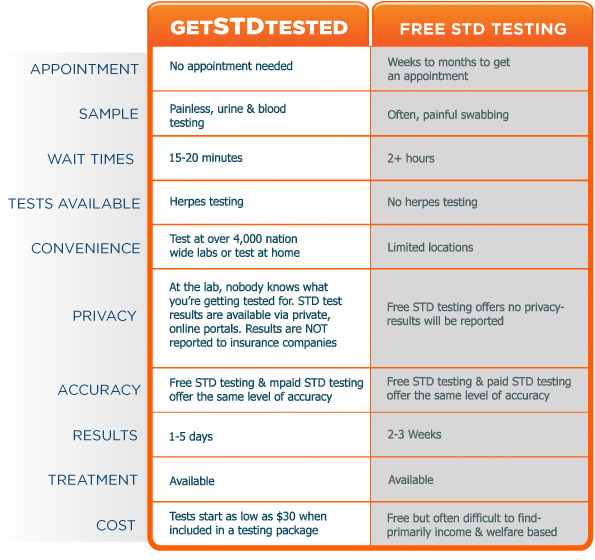 GETSTDTESTED
FREE STD TESTING
APPOINTMENT
No appointment needed
Weeks to months to get
an appointment
SAMPLE
Painless, urine & blood
testing
Often, painful swabbing
WAIT TIMES
15-20 minutes
2+ hours
TESTS AVAILABLE
Herpes testing
No herpes testing
CONVENIENCE
Test at over 4,000 nation
wide labs or test at home
Limited locations
PRIVACY
At the lab, nobody knows what
you're getting tested for. STD test
results are available via private,
online portals. Results are NOT
reported to insurance companies
Free STD testing offers no privacy-
results will be reported
ACCURACY
Free STD testing & mpaid STD testing
offer the same level of accuracy
Free STD testing & paid STD testing
offer the same level of accuracy
RESULTS
1-5 days
2-3 Weeks
TREATMENT
Available
Available
COST
Tests start as low as $30 when
included in a testing package
Free but often difficult to find-
primarily income & welfare based